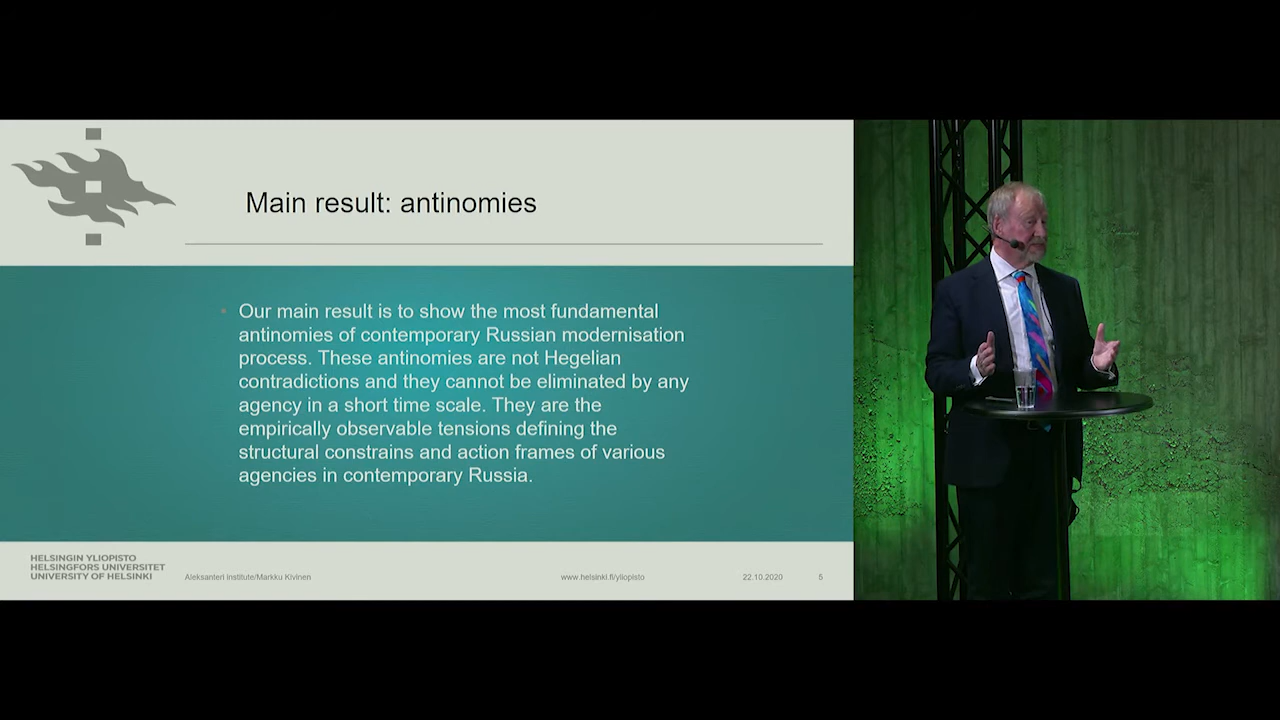 Main result: antinomies
Our main result is to show the most fundamental
antinomies of contemporary Russian modernisation
process. These antinomies are not Hegelian
contradictions and they cannot be eliminated by any
agency in a short time scale. They are the
empirically observable tensions defining the
structural constrains and action frames of various
agencies in contemporary Russia.
HELSINGIN YLIOPISTO
HELSINGFORS UNIVERSITET
UNIVERSITY OF HELSINKI
Aleksanteri institute/Markku Kivinen
www.helsinki.fi/yliopisto
22.10.2020
5